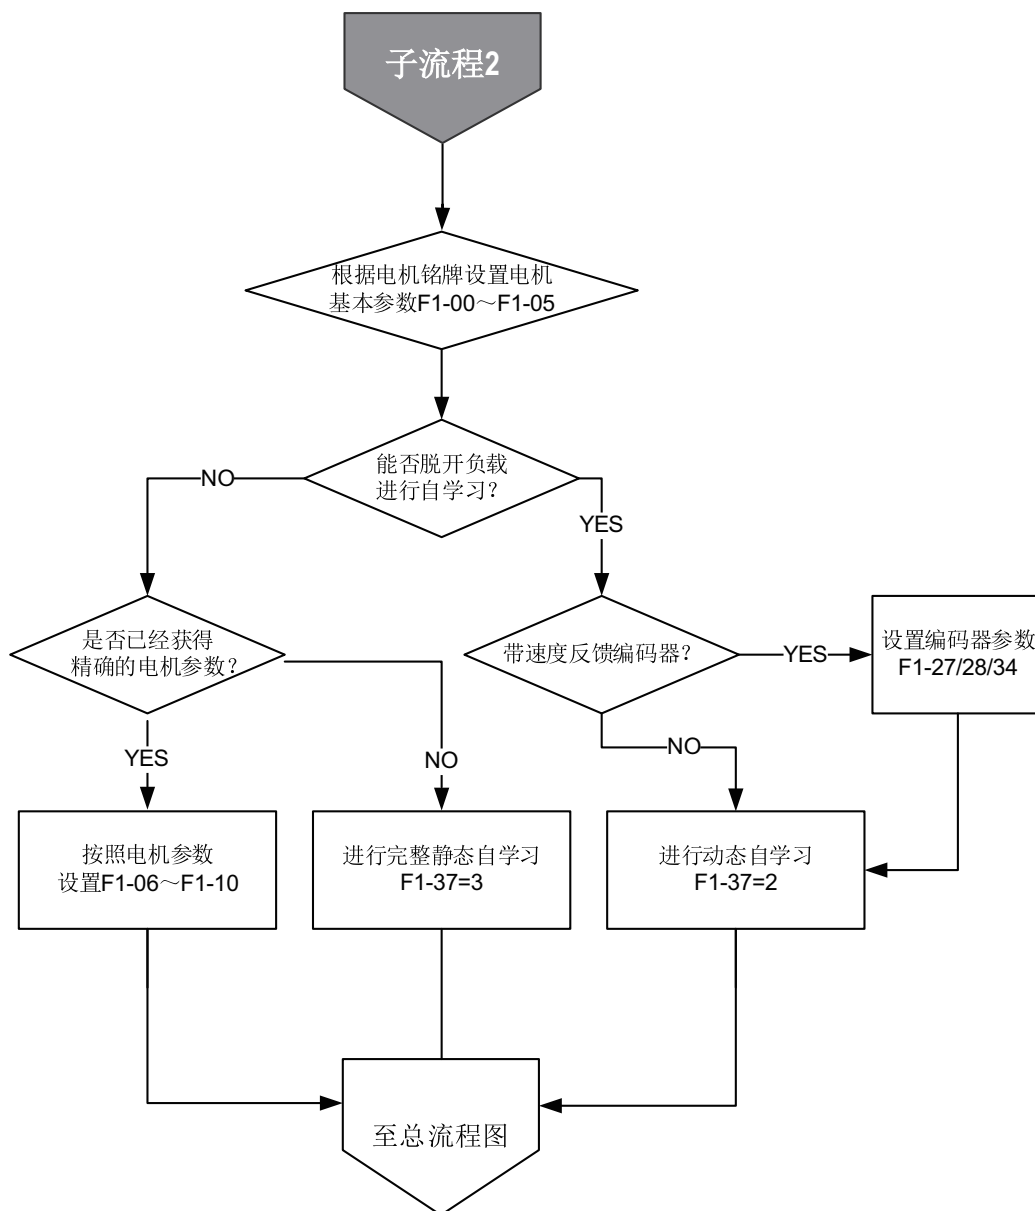 子流程2
根据电机铭牌设置电机
基本参数F1-00～F1-05
能否脱开负载
进行自学习？
NO
YES
是否已经获得
精确的电机参数？
带速度反馈编码器？
YES
设置编码器参数
F1-27/28/34
YES
NO
NO
按照电机参数
设置F1-06～F1-10
进行完整静态自学习
F1-37=3
进行动态自学习
F1-37=2
至总流程图